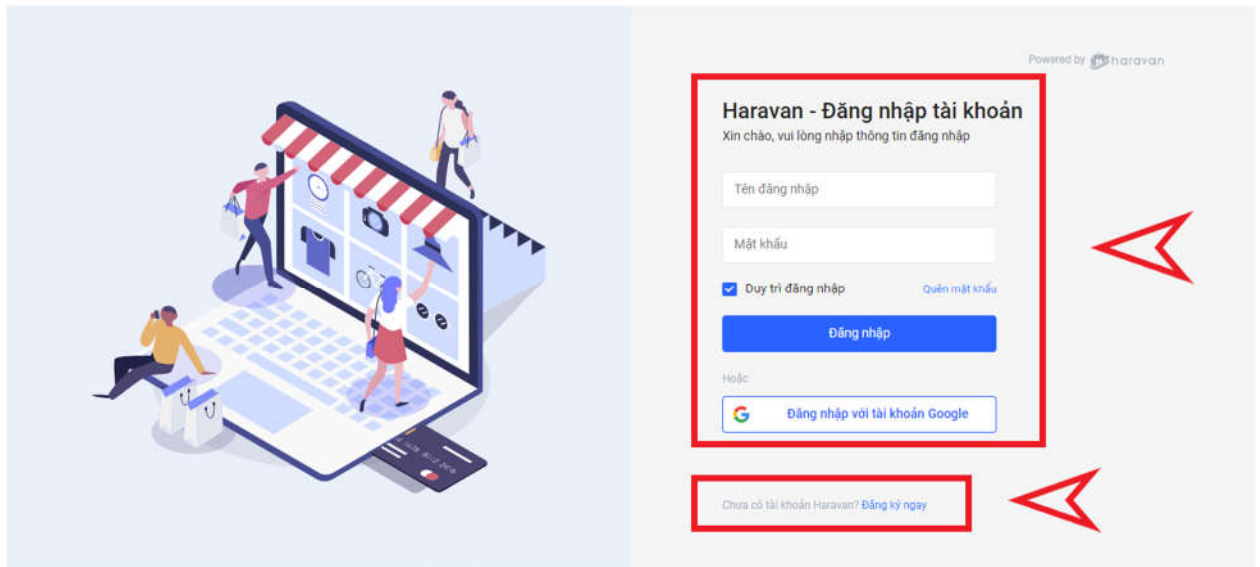 Powered by haravan
Haravan - Đăng nhập tài khoản
Xin chào, vui lòng nhập thông tin đăng nhập
Tên đăng nhập
Mật khẩu
Duy trì đăng nhập Quên mật khẩu
Đăng nhập
Hoặc
Đăng nhập với tài khoản Google
Chưa có tài khoản Haravan? Đăng ký ngay